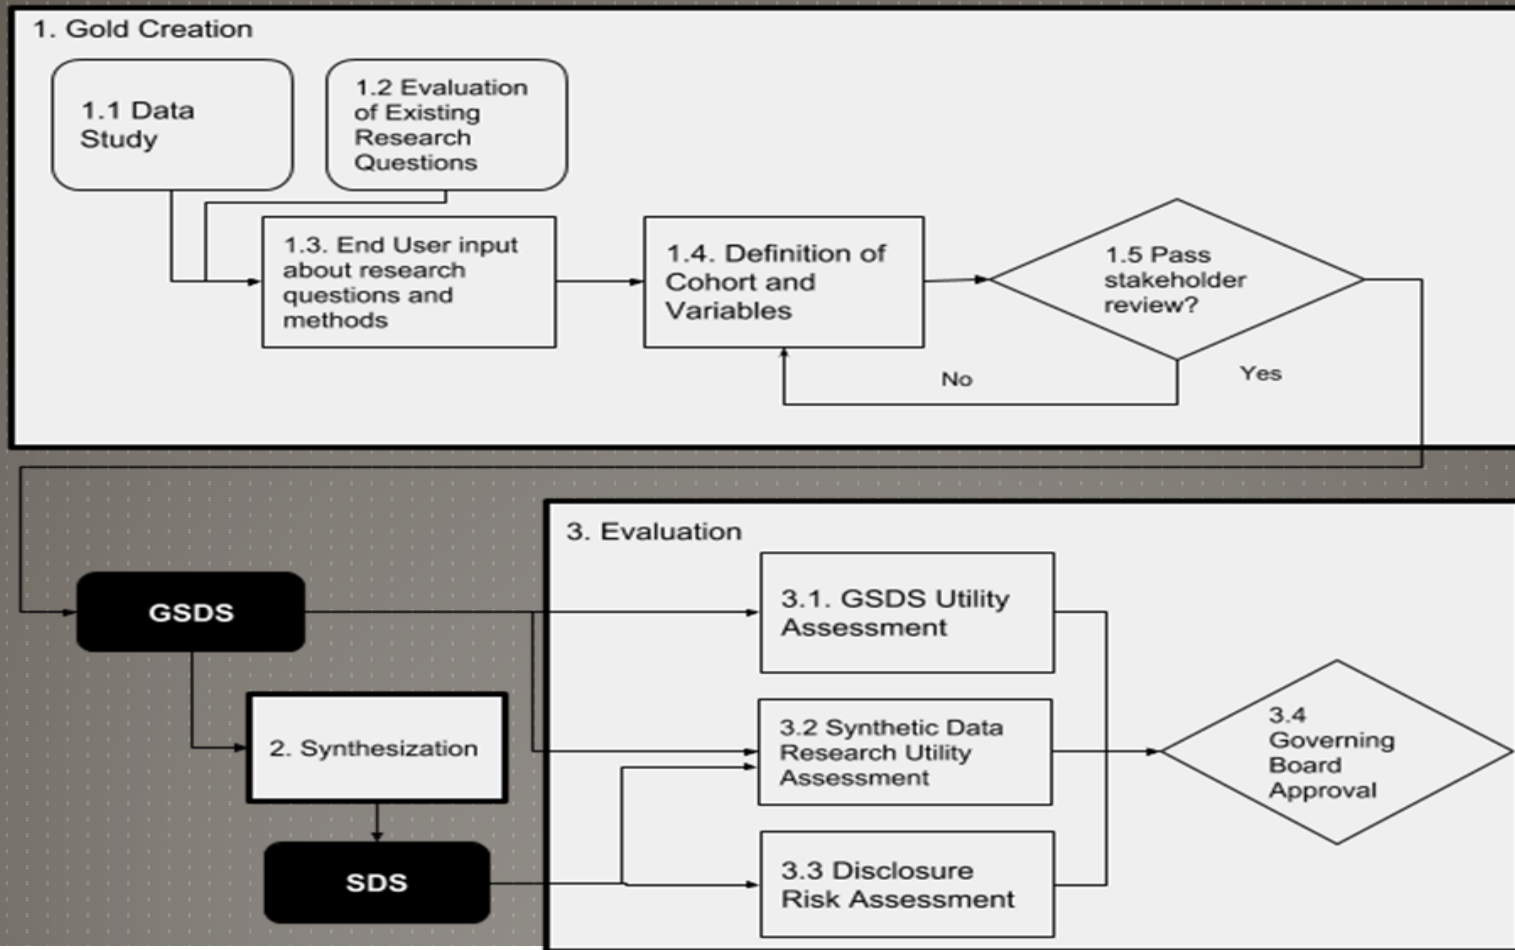 1. Gold Creation
1.1 Data
Study
1.2 Evaluation
of Existing
Research
Questions
1.3. End User input
about research
questions and
methods
1.4. Definition of
Cohort and
Variables
1.5 Pass
stakeholder
review?
No
Yes
GSDS
2. Synthesization
SDS
3. Evaluation
3.1. GSDS Utility
Assessment
3.2 Synthetic Data
Research Utility
Assessment
3.3 Disclosure
Risk Assessment
3.4
Governing
Board
Approval